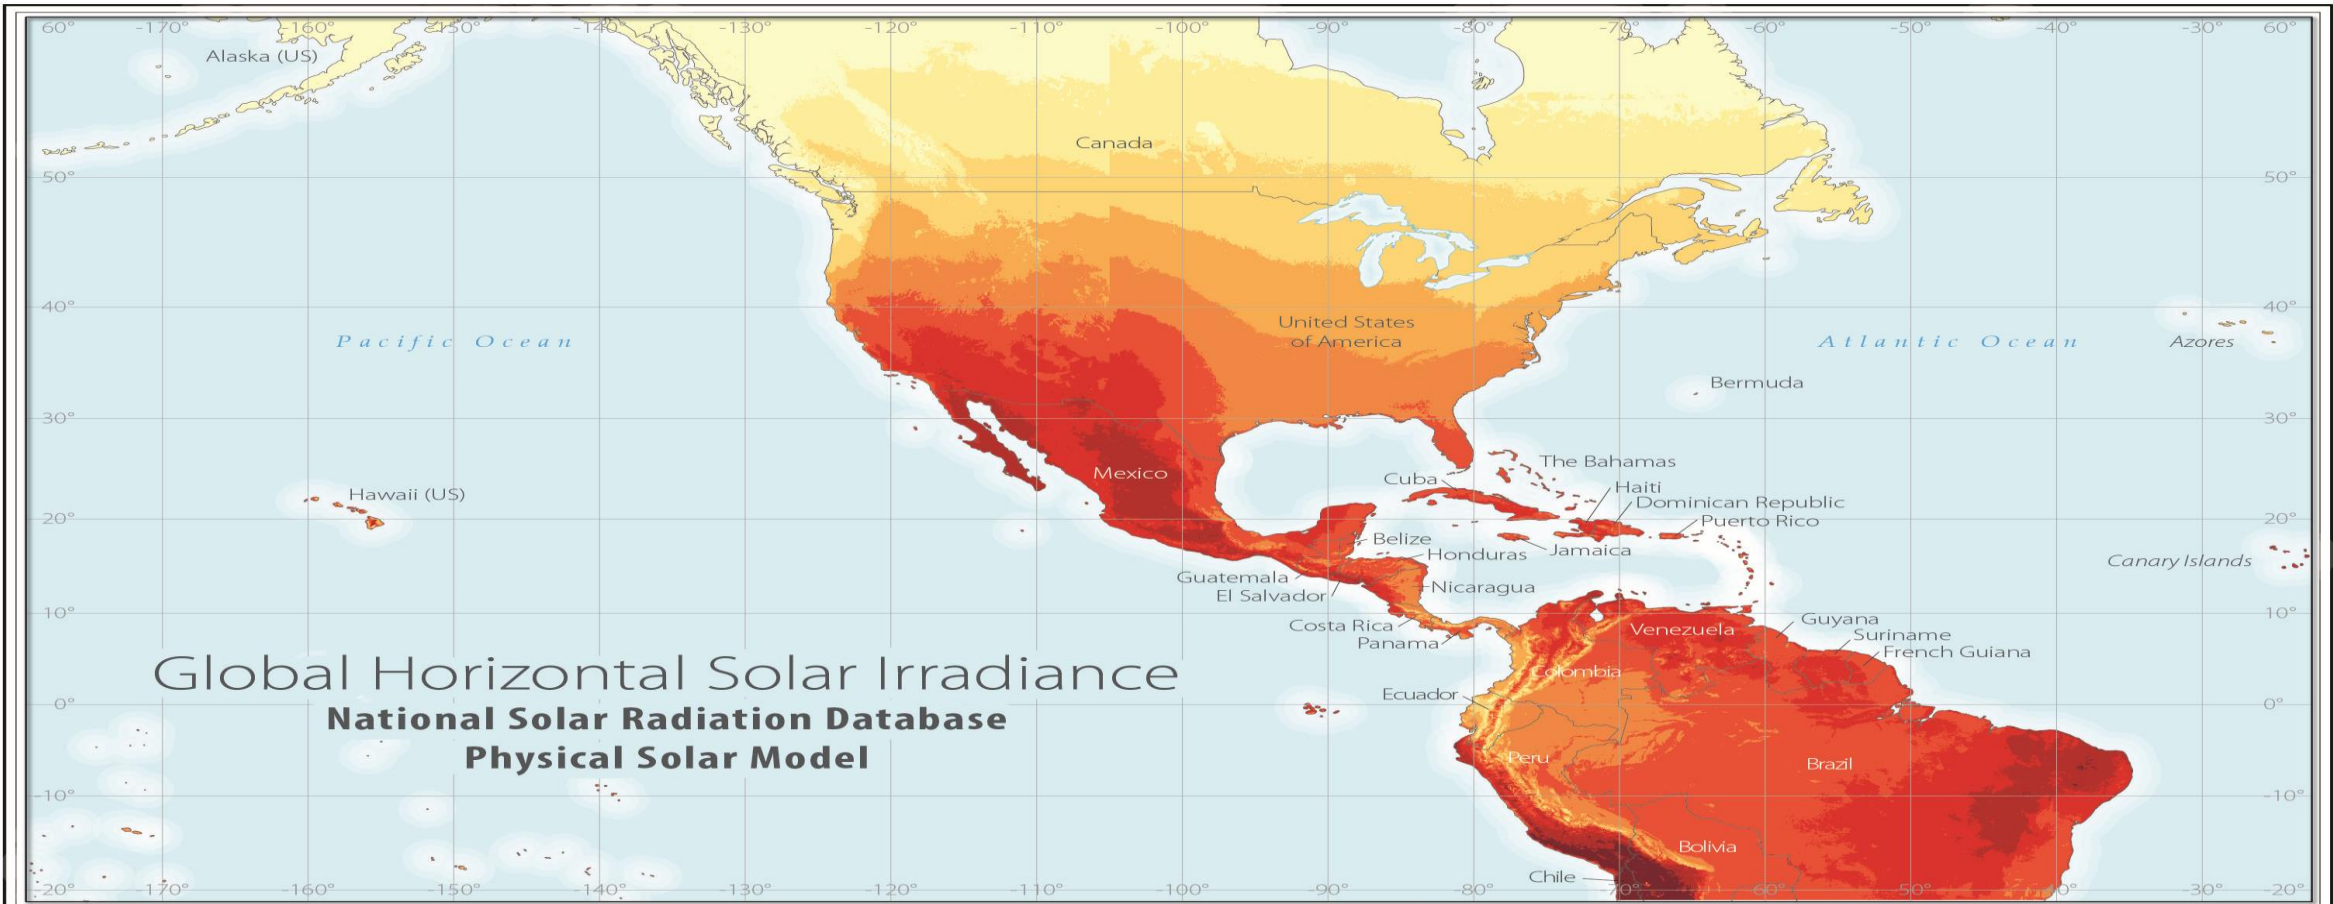 60° -170° -160° -150° -140° -130° -120° -110° -100° -90° -80° -70° -60° -50° -40° -30° 60°
Alaska (US)
Canada
50° 50°
40° 40°
United States
of America
Pacific Ocean
Atlantic Ocean
Azores
Bermuda
30° 30°
The Bahamas
Mexico
Cuba
Haiti
Hawaii (US)
Dominican Republic
20° 20°
Puerto Rico
Belize
Jamaica
Honduras
Canary Islands
Guatemala
Nicaragua
El Salvador
10° 10°
Guyana
Costa Rica
Venezuela
Suriname
Panama
French Guiana
Global Horizontal Solar Irradiance
Colombia
Ecuador
0° 0°
National Solar Radiation Database
Physical Solar Model
Peru
Brazil
-10° -10°
Bolivia
Chile
-20° -170° -160° -150° -140° -130° -120° -110° -100° -90° -80° -70° -60° -50° -40° -30° -20°